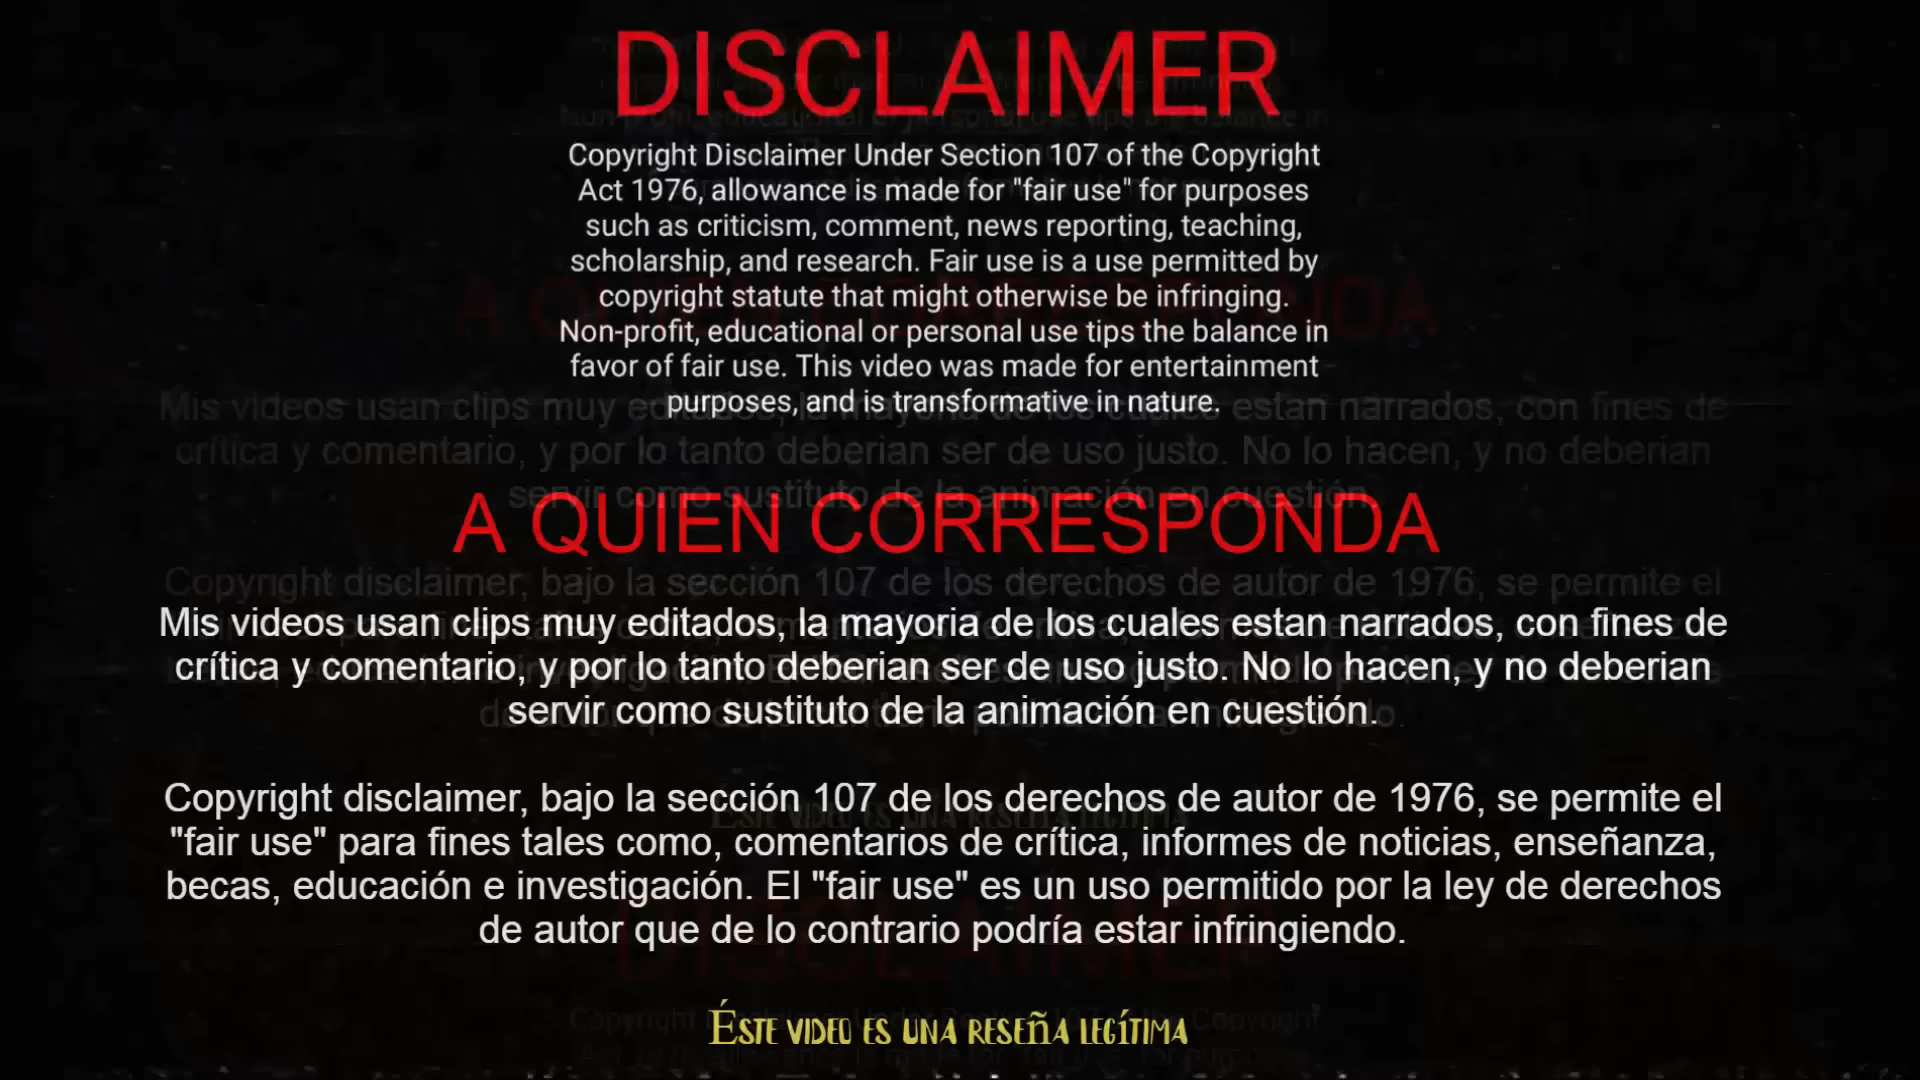 DISCLAIMER
Copyright Disclaimer Under Section 107 of the Copyright
Act 1976, allowance is made for "fair use" for purposes
such as criticism, comment, news reporting, teaching,
scholarship, and research. Fair use is a use permitted by
copyright statute that might otherwise be infringing.
Non-profit, educational or personal use tips the balance in
favor of fair use. This video was made for entertainment
purposes, and is transformative in nature.
A QUIEN CORRESPONDA
Mis videos usan clips muy editados, la mayoria de los cuales estan narrados, con fines de
crítica y comentario, y por lo tanto deberian ser de uso justo. No lo hacen, y no deberian
servir como sustituto de la animación en cuestión.
Copyright disclaimer, bajo la sección 107 de los derechos de autor de 1976, se permite el
"fair use" para fines tales como, comentarios de crítica, informes de noticias, enseñanza,
becas, educación e investigación. El "fair use" es un uso permitido por la ley de derechos
de autor que de lo contrario podría estar infringiendo.
Éste video es una reseña legítima